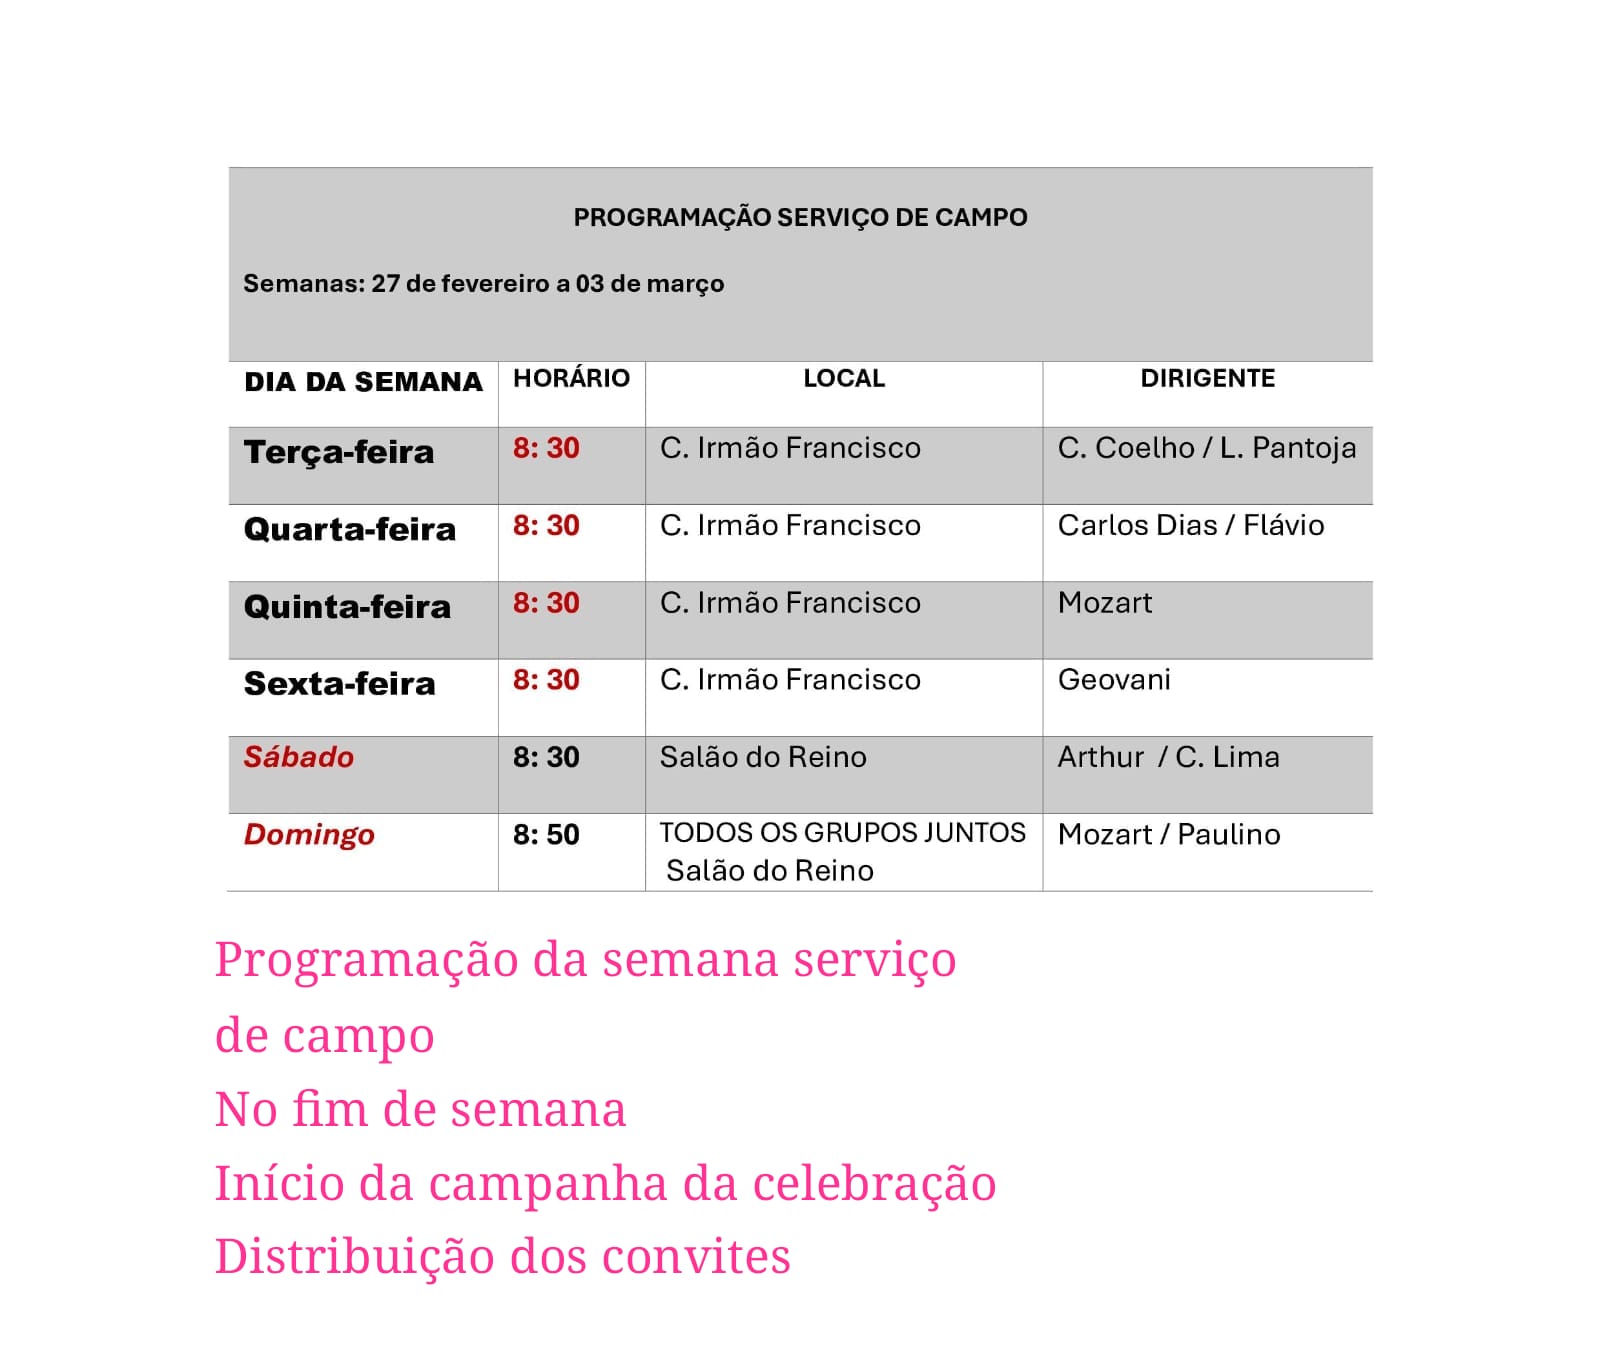 PROGRAMAÇÃO SERVIÇO DE CAMPO
Semanas: 27 de fevereiro a 03 de março
DIA DA SEMANA HORÁRIO LOCAL DIRIGENTE
Terça-feira 8: 30 C. Irmão Francisco C. Coelho / L. Pantoja
Quarta-feira 8: 30 C. Irmão Francisco Carlos Dias / Flávio
Quinta-feira 8: 30 C. Irmão Francisco Mozart
Sexta-feira 8: 30 C. Irmão Francisco Geovani
Sábado 8: 30 Salão do Reino Arthur / C. Lima
Domingo 8: 50 TODOS OS GRUPOS JUNTOS Mozart / Paulino
Salão do Reino
Programação da semana serviço
de campo
No fim de semana
Início da campanha da celebração
Distribuição dos convites